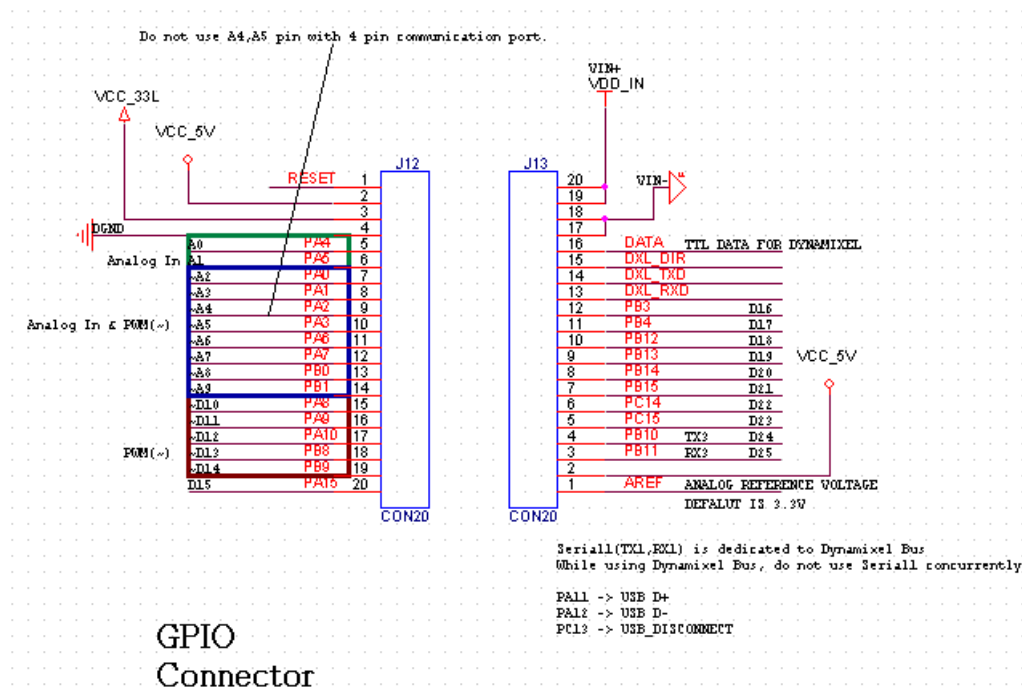 Do not use A4,A5 pin with 4 pin communication port.
VCC_33L
VCC_5V
DGND
J12
RESET 1
2
3
4
A0 PA4 5
Analog In A1 PA5 6
~A2 PA0 7
~A3 PA1 8
~A4 PA2 9
Analog In & PWM(~) ~A5 PA3 10
~A6 PA6 11
~A7 PA7 12
~A8 PB0 13
~A9 PB1 14
~D10 PA8 15
~D11 PA9 16
~D12 PA10 17
PWM(~) ~D13 PB8 18
~D14 PB9 19
D15 PA15 20
CON20
VIN+
VDD_IN
J13
20 VIN-
19
18
17
16 DATA TTL DATA FOR DYNAMIXEL
15 DXL_DIR
14 DXL_TXD
13 DXL_RXD
12 PB3 D16
11 PB4 D17
10 PB12 D18
9 PB13 D19 VCC_5V
8 PB14 D20
7 PB15 D21
6 PC14 D22
5 PC15 D23
4 PB10 TX3 D24
3 PB11 RX3 D25
2
1 AREF ANALOG REFERENCE VOLTAGE
DEFALUT IS 3.3V
CON20
Serial1(TX1,RX1) is dedicated to Dynamixel Bus
While using Dynamixel Bus, do not use Serial1 concurrently
PA11 -> USB D+
PA12 -> USB D-
PC13 -> USB_DISCONNECT
GPIO
Connector